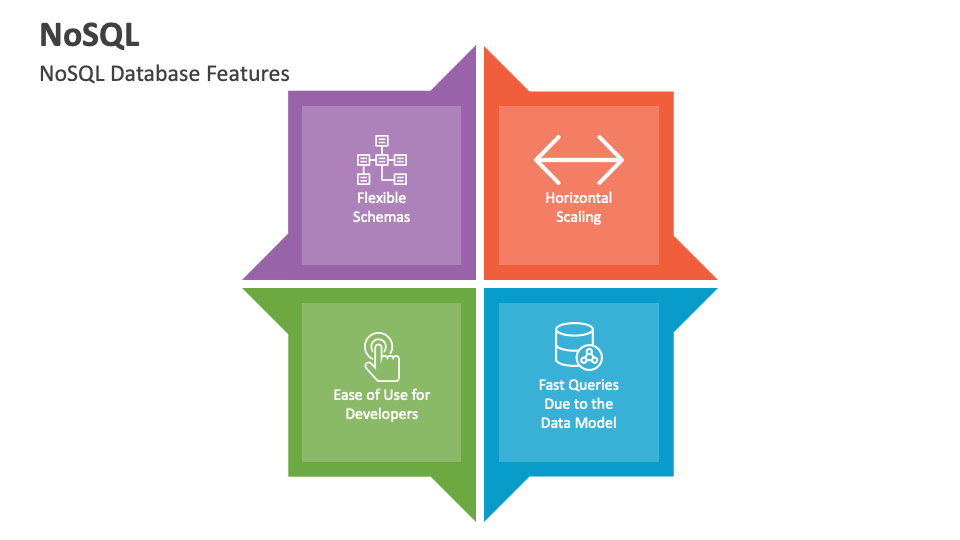 NoSQL
NoSQL Database Features
Flexible
Schemas
Horizontal
Scaling
Ease of Use for
Developers
Fast Queries
Due to the
Data Model